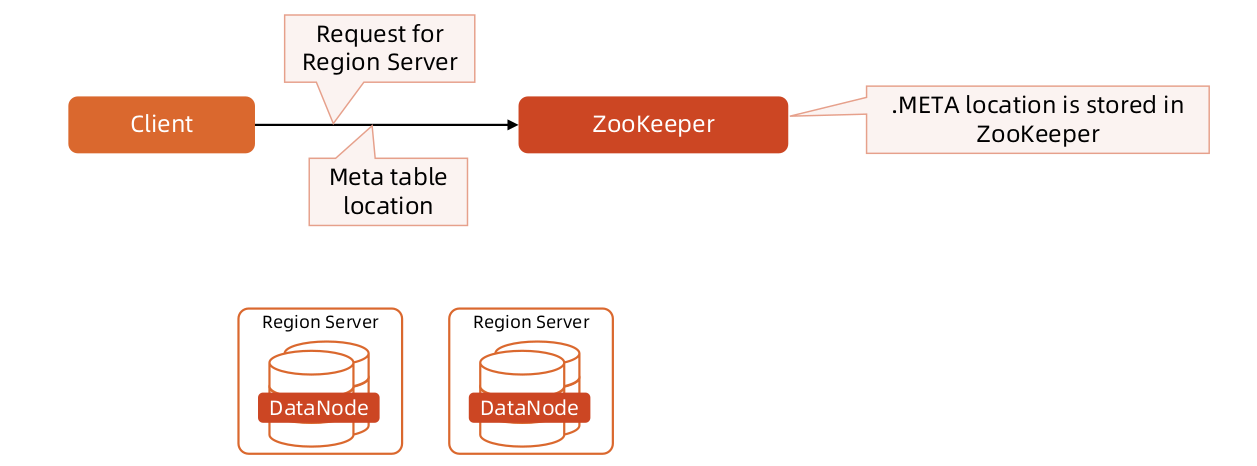 Request for
Region Server
Client
ZooKeeper
.META location is stored in
ZooKeeper
Meta table
location
Region Server
DataNode
Region Server
DataNode